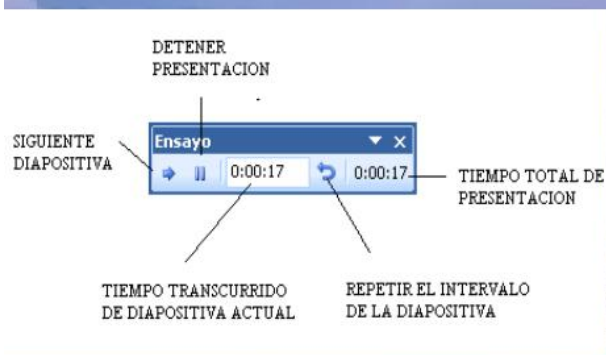 DETENER
PRESENTACION
SIGUIENTE
DIAPOSITIVA
Ensayo
0:00:17
0:00:17
TIEMPO TOTAL DE
PRESENTACION
TIEMPO TRANSCURRIDO
DE DIAPOSITIVA ACTUAL
REPETIR EL INTERVALO
DE LA DIAPOSITIVA